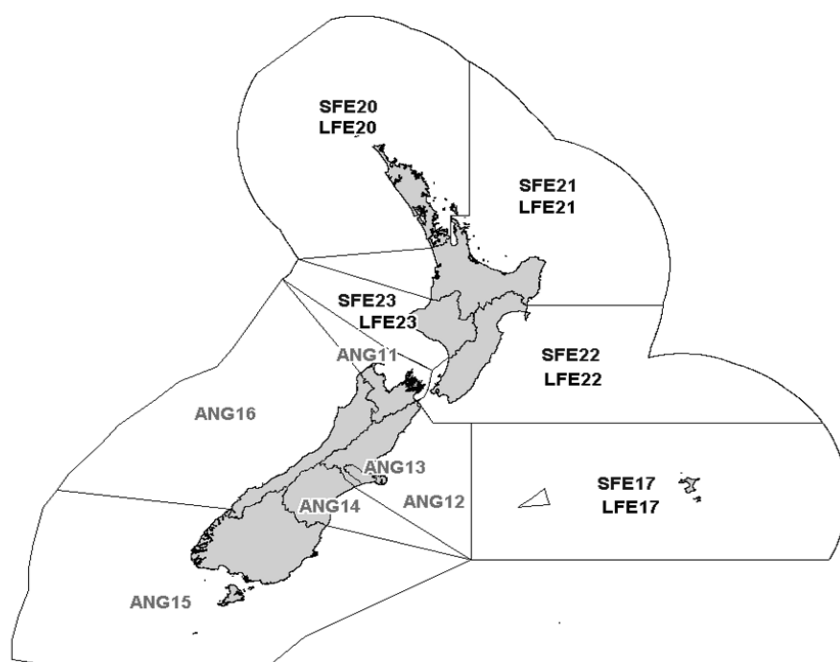 SFE20
LFE20
SFE21
LFE21
SFE23
LFE23
ANG11
SFE22
LFE22
ANG16
ANG13
SFE17
LFE17
ANG12
ANG14
ANG15